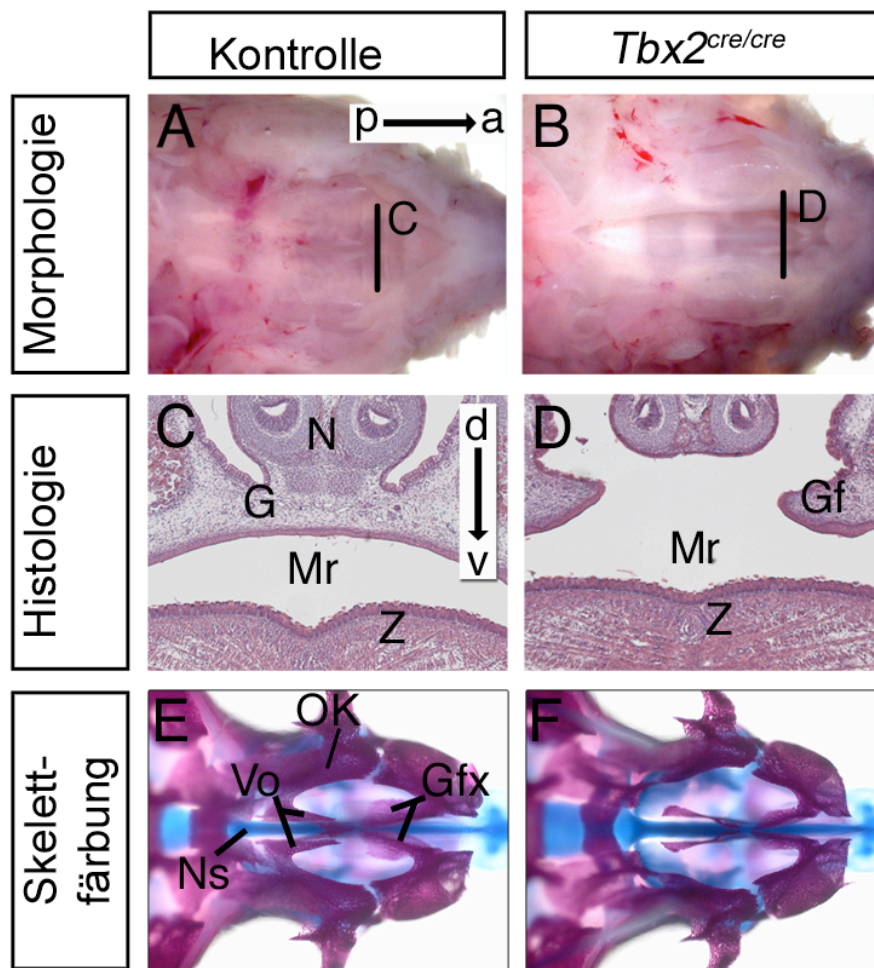 Kontrolle
Tbx2cre/cre
Morphologie
A
p a
C
B
D
Histologie
C
N
d
G
Mr
v
Z
D
Gf
Mr
Z
Skelett-
färbung
E
OK
Vo
Gfx
Ns
F